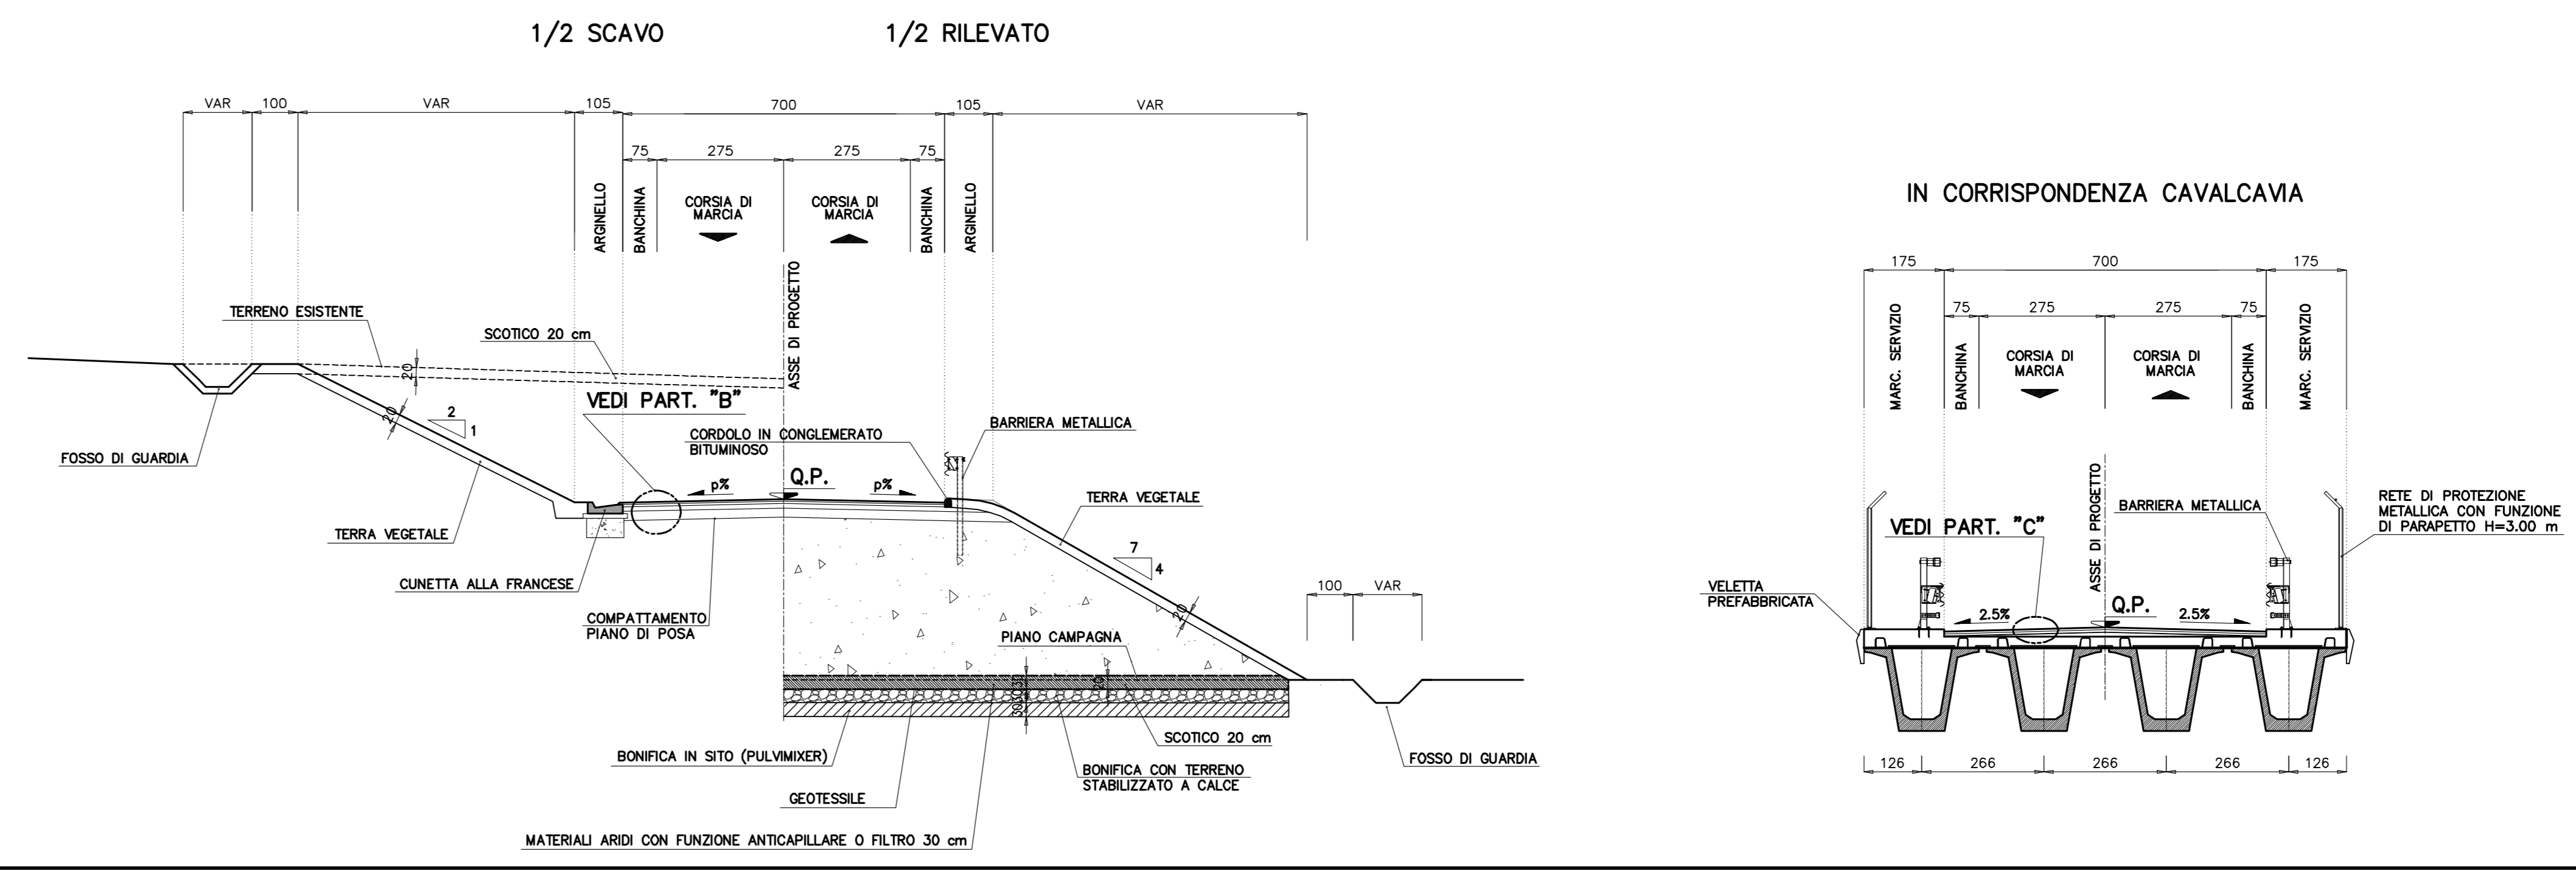 1/2 SCAVO
1/2 RILEVATO
VAR
100
VAR
105
700
105
VAR
75
275
275
75
ARGINELLO
BANCHINA
CORSIA DI
MARCIA
CORSIA DI
MARCIA
BANCHINA
ARGINELLO
ASSE DI PROGETTO
TERRENO ESISTENTE
SCOTICO 20 cm
20
VEDI PART. "B"
20
2
1
FOSSO DI GUARDIA
CORDOLO IN CONGLEMERATO
BITUMINOSO
BARRIERA METALLICA
p%
Q.P.
p%
TERRA VEGETALE
TERRA VEGETALE
7
4
CUNETTA ALLA FRANCESE
COMPATTAMENTO
PIANO DI POSA
20
100
VAR
PIANO CAMPAGNA
30
30
30
20
SCOTICO 20 cm
BONIFICA IN SITO (PULVIMIXER)
BONIFICA CON TERRENO
STABILIZZATO A CALCE
FOSSO DI GUARDIA
GEOTESSILE
MATERIALI ARIDI CON FUNZIONE ANTICAPILLARE O FILTRO 30 cm
IN CORRISPONDENZA CAVALCAVIA
175
700
175
75
275
275
75
MARC. SERVIZIO
BANCHINA
CORSIA DI
MARCIA
CORSIA DI
MARCIA
BANCHINA
MARC. SERVIZIO
ASSE DI PROGETTO
BARRIERA METALLICA
RETE DI PROTEZIONE
METALLICA CON FUNZIONE
DI PARAPETTO H=3.00 m
VEDI PART. "C"
VELETTA
PREFABBRICATA
2.5%
Q.P.
2.5%
126
266
266
266
126